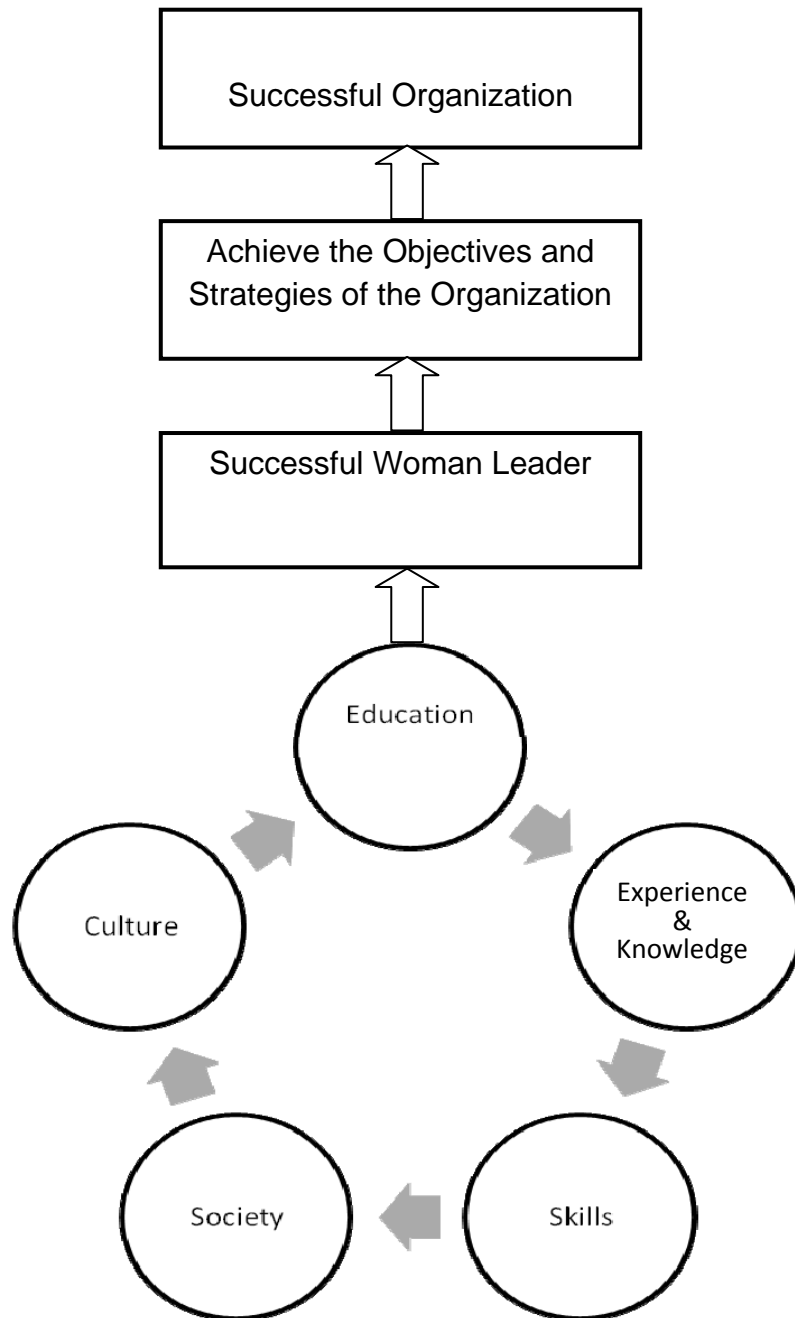 Successful Organization
Achieve the Objectives and
Strategies of the Organization
Successful Woman Leader
Education
Culture
Experience
&
Knowledge
Society
Skills